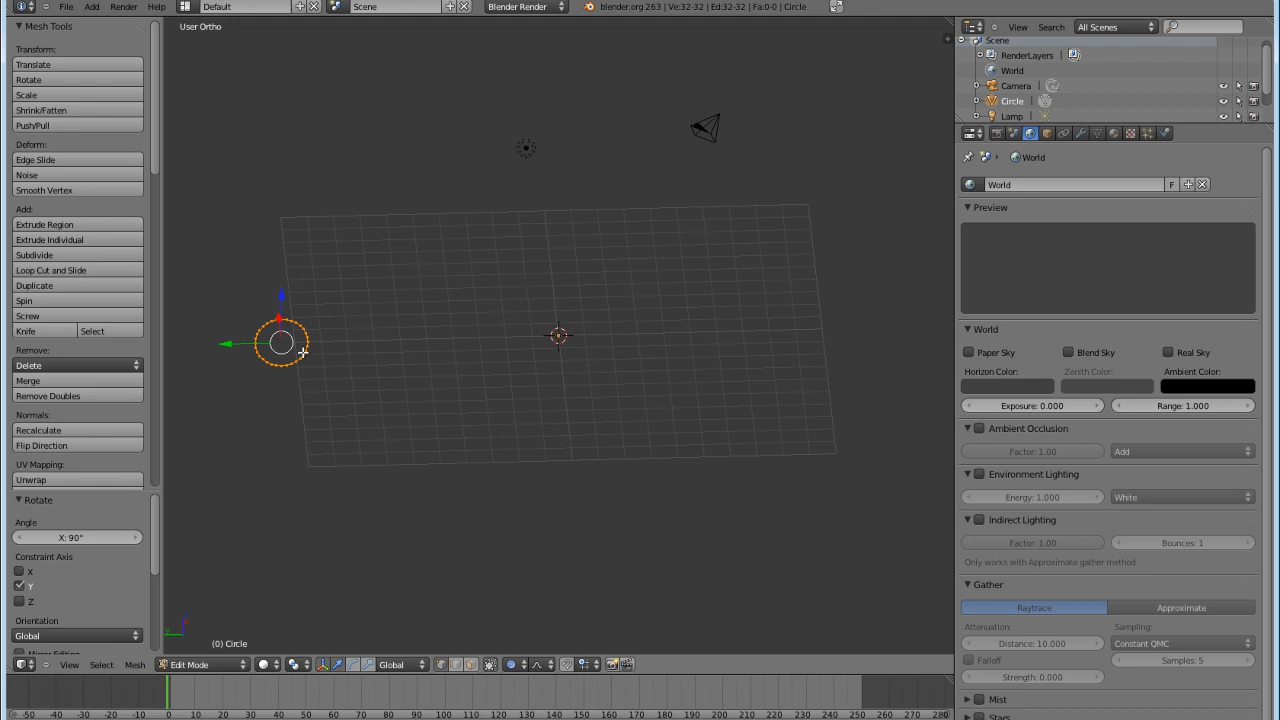 File Add Render Help Default Scene Blender Render blender.org 263 | Ve:32-32 | Ed:32-32 | Fa:0-0 | Circle
Mesh Tools
Transform:
Translate
Rotate
Scale
Shrink/Fatten
Push/Pull
Deform:
Edge Slide
Noise
Smooth Vertex
Add:
Extrude Region
Extrude Individual
Subdivide
Loop Cut and Slide
Duplicate
Spin
Screw
Knife Select
Remove:
Delete
Merge
Remove Doubles
Normals:
Recalculate
Flip Direction
UV Mapping:
Unwrap
Rotate
Angle
X: 90°
Constraint Axis
X
Y
Z
Orientation
Global
Mirror Editing
User Ortho
(0) Circle
View Select Mesh Edit Mode Global
-50 -40 -30 -20 -10 0 10 20 30 40 50 60 70 80 90 100 110 120 130 140 150 160 170 180 190 200 210 220 230 240 250 260 270 280
View Search All Scenes
Scene
RenderLayers |
World
Camera |
Circle |
Lamp |
World
World F
Preview
World
Paper Sky Blend Sky Real Sky
Horizon Color: Zenith Color: Ambient Color:
Exposure: 0.000 Range: 1.000
Ambient Occlusion
Factor: 1.00 Add
Environment Lighting
Energy: 1.000 White
Indirect Lighting
Factor: 1.00 Bounces: 1
Only works with Approximate gather method
Gather
Raytrace Approximate
Attenuation: Sampling:
Distance: 10.000 Constant QMC
Falloff Samples: 5
Strength: 0.000
Mist
Stars